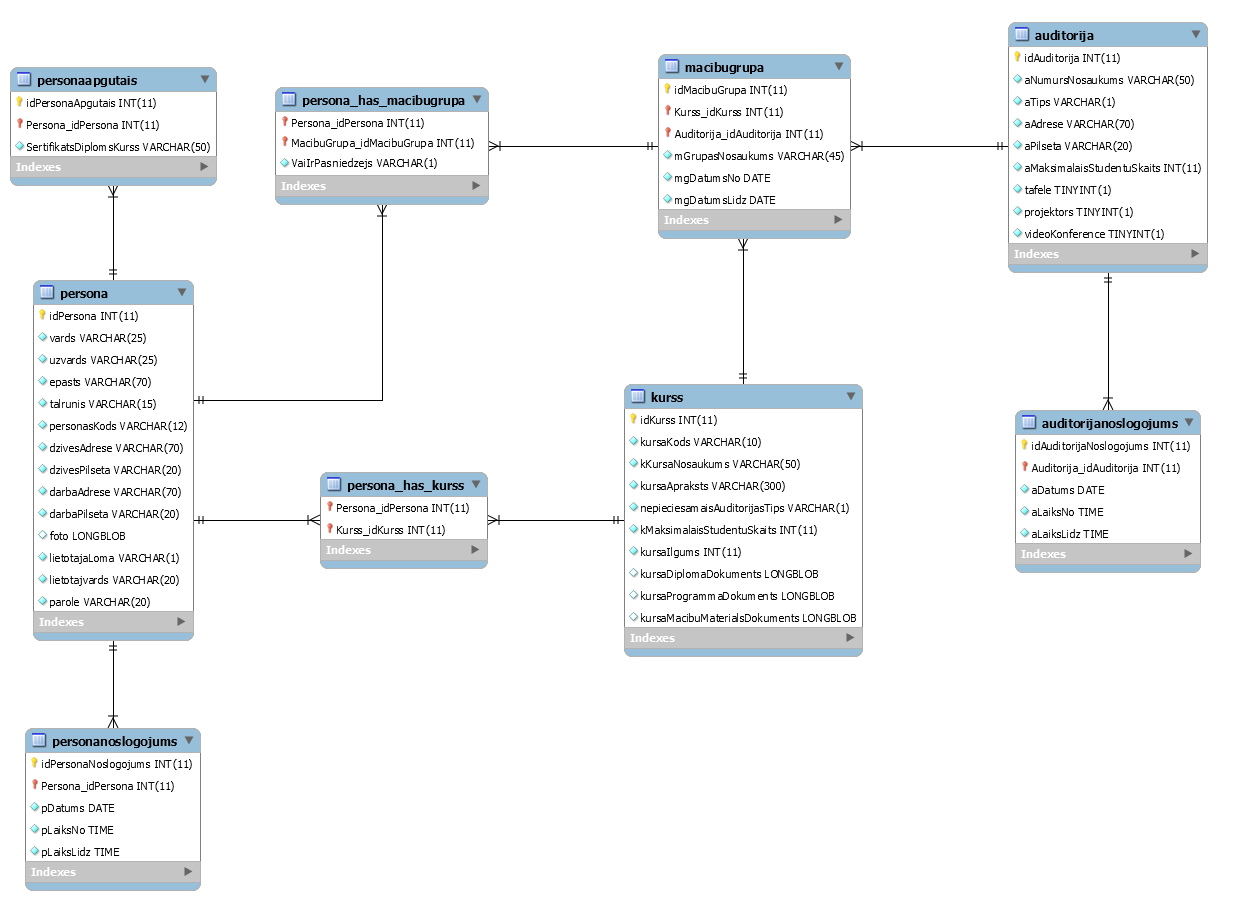 personaapgutais
idPersonaApgutais INT(11)
Persona_idPersona INT(11)
SertifikatsDiplomsKurss VARCHAR(50)
Indexes
persona_has_macibugrupa
Persona_idPersona INT(11)
MacibuGrupa_idMacibuGrupa INT(11)
VaiIrPasniedzejs VARCHAR(1)
Indexes
macibugrupa
idMacibuGrupa INT(11)
Kurss_idKurss INT(11)
Auditorija_idAuditorija INT(11)
mGrupasNosaukums VARCHAR(45)
mgDatumsNo DATE
mgDatumsLidz DATE
Indexes
auditorija
idAuditorija INT(11)
aNumursNosaukums VARCHAR(50)
aTips VARCHAR(1)
aAdrese VARCHAR(70)
aPilseta VARCHAR(20)
aMaksimalaisStudentuSkaits INT(11)
tafele TINYINT(1)
projektors TINYINT(1)
videoKonference TINYINT(1)
Indexes
persona
idPersona INT(11)
vards VARCHAR(25)
uzvards VARCHAR(25)
epasts VARCHAR(70)
talrunis VARCHAR(15)
personasKods VARCHAR(12)
dzivesAdrese VARCHAR(70)
dzivesPilseta VARCHAR(20)
darbaAdrese VARCHAR(70)
darbaPilseta VARCHAR(20)
foto LONGBLOB
lietotajaLoma VARCHAR(1)
lietotajvards VARCHAR(20)
parole VARCHAR(20)
Indexes
persona_has_kurss
Persona_idPersona INT(11)
Kurss_idKurss INT(11)
Indexes
kurss
idKurss INT(11)
kursaKods VARCHAR(10)
kKursaNosaukums VARCHAR(50)
kursaApraksts VARCHAR(300)
nepieciesamaisAuditorijasTips VARCHAR(1)
kMaksimalaisStudentuSkaits INT(11)
kursaIlgums INT(11)
kursaDiplomaDokuments LONGBLOB
kursaProgrammaDokuments LONGBLOB
kursaMacibuMaterialsDokuments LONGBLOB
Indexes
auditorijanoslogojums
idAuditorijaNoslogojums INT(11)
Auditorija_idAuditorija INT(11)
aDatums DATE
aLaiksNo TIME
aLaiksLidz TIME
Indexes
personanoslogojums
idPersonaNoslogojums INT(11)
Persona_idPersona INT(11)
pDatums DATE
pLaiksNo TIME
pLaiksLidz TIME
Indexes